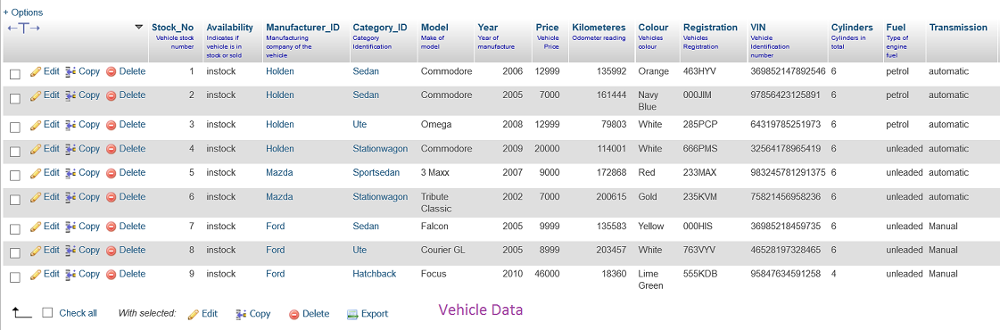 + Options
←T→ Stock_No Availability Manufacturer_ID Category_ID Model Year Price Kilometeres Colour Registration VIN Cylinders Fuel Transmission
Vehicle stock Indicates if Manufacturing Category Make of Year of Vehicle Odometer reading Vehicles Vehicles Vehicle Cylinders in Type of
number vehicle is in company of the Identification model manufacture Price colour Registration Identification total engine
stock or sold vehicle number fuel
Edit Copy Delete 1 instock Holden Sedan Commodore 2006 12999 135992 Orange 463HYV 369852147892546 6 petrol automatic
Edit Copy Delete 2 instock Holden Sedan Commodore 2005 7000 161444 Navy 000JIM 97856423125891 6 petrol automatic
Blue
Edit Copy Delete 3 instock Holden Ute Omega 2008 12999 79803 White 285PCP 64319785251973 6 petrol automatic
Edit Copy Delete 4 instock Holden Stationwagon Commodore 2009 20000 114001 White 666PMS 32564178965419 6 unleaded automatic
Edit Copy Delete 5 instock Mazda Sportsedan 3 Maxx 2007 9000 172868 Red 233MAX 983245781291375 6 unleaded automatic
Edit Copy Delete 6 instock Mazda Stationwagon Tribute 2002 7000 200615 Gold 235KVM 75821456958236 6 unleaded automatic
Classic
Edit Copy Delete 7 instock Ford Sedan Falcon 2005 9999 135583 Yellow 000HIS 36985218459735 6 unleaded Manual
Edit Copy Delete 8 instock Ford Ute Courier GL 2005 8999 203457 White 763VYV 46528197328465 6 unleaded Manual
Edit Copy Delete 9 instock Ford Hatchback Focus 2010 46000 18360 Lime 555KDB 95847634591258 4 unleaded Manual
Green
Check all With selected: Edit Copy Delete Export Vehicle Data